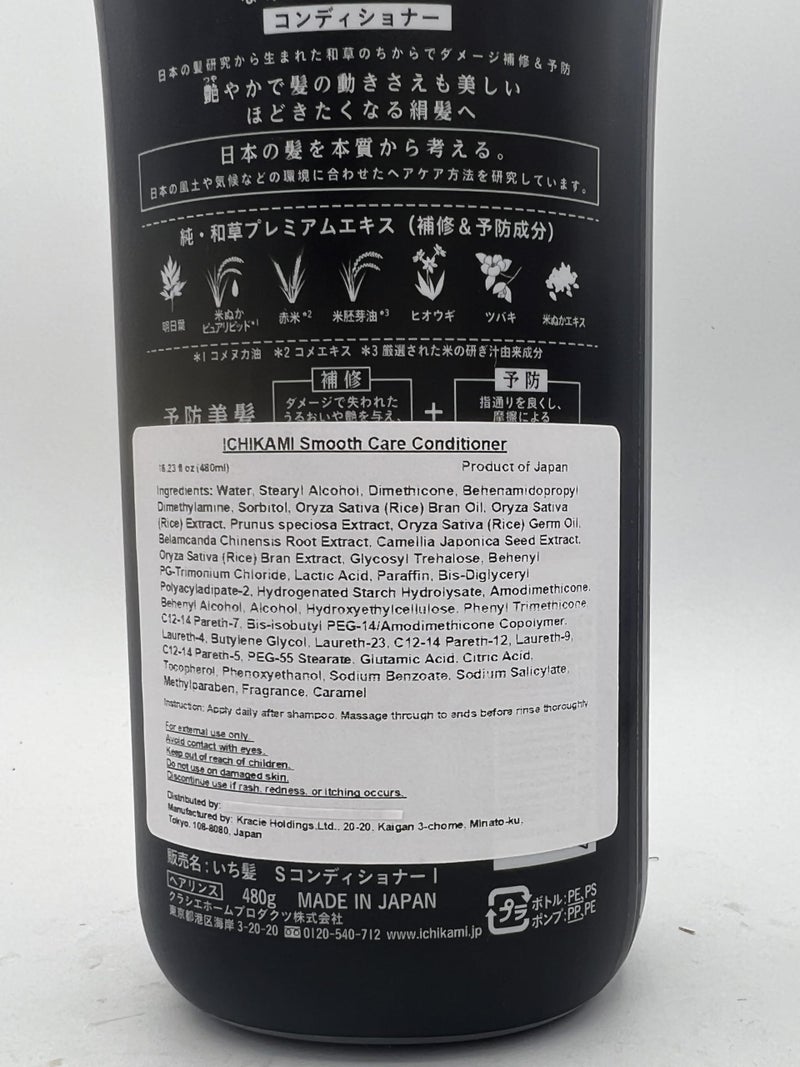 コンディショナー
日本の髪研究から生まれた和草のちからでダメージ補修&予防
艶やかで髪の動きさえも美しい
つや
ほどきたくなる絹髪へ
日本の髪を本質から考える。
日本の風土や気候などの環境に合わせたヘアケア方法を研究しています。
純・和草プレミアムエキス(補修&予防成分)
明日葉 米ぬかピュアリピッド*1 赤米*2 米胚芽油*3 ヒオウギ ツバキ 米ぬかエキス
*1 コメヌカ油 *2 コメエキス *3 厳選された米の研ぎ汁由来成分
補修 予防
予防美髪 ダメージで失われた + 指通りを良くし、
うるおいや艶を与え、 摩擦による
ICHIKAMI Smooth Care Conditioner
16.23 fl oz (480ml) Product of Japan
Ingredients: Water, Stearyl Alcohol, Dimethicone, Behenamidopropyl
Dimethylamine, Sorbitol, Oryza Sativa (Rice) Bran Oil, Oryza Sativa
(Rice) Extract, Prunus speciosa Extract, Oryza Sativa (Rice) Germ Oil,
Belamcanda Chinensis Root Extract, Camellia Japonica Seed Extract,
Oryza Sativa (Rice) Bran Extract, Glycosyl Trehalose, Behenyl
PG-Trimonium Chloride, Lactic Acid, Paraffin, Bis-Diglyceryl
Polyacyladipate-2, Hydrogenated Starch Hydrolysate, Amodimethicone,
Behenyl Alcohol, Alcohol, Hydroxyethylcellulose, Phenyl Trimethicone,
C12-14 Pareth-7, Bis-isobutyl PEG-14/Amodimethicone Copolymer,
Laureth-4, Butylene Glycol, Laureth-23, C12-14 Pareth-12, Laureth-9,
C12-14 Pareth-5, PEG-55 Stearate, Glutamic Acid, Citric Acid,
Tocopherol, Phenoxyethanol, Sodium Benzoate, Sodium Salicylate,
Methylparaben, Fragrance, Caramel
Instruction: Apply daily after shampoo. Massage through to ends before rinse thoroughly
For external use only.
Avoid contact with eyes.
Keep out of reach of children.
Do not use on damaged skin.
Discontinue use if rash, redness, or itching occurs.
Distributed by:
Manufactured by: Kracie Holdings,Ltd., 20-20, Kaigan 3-chome, Minato-ku,
Tokyo, 108-8080, Japan
販売名:いち髪 SコンディショナーI
ヘアリンス 480g MADE IN JAPAN
クラシエホームプロダクツ株式会社
東京都港区海岸3-20-20 0120-540-712 www.ichikami.jp
プラ ボトル:PE,PS
ポンプ:PP,PE